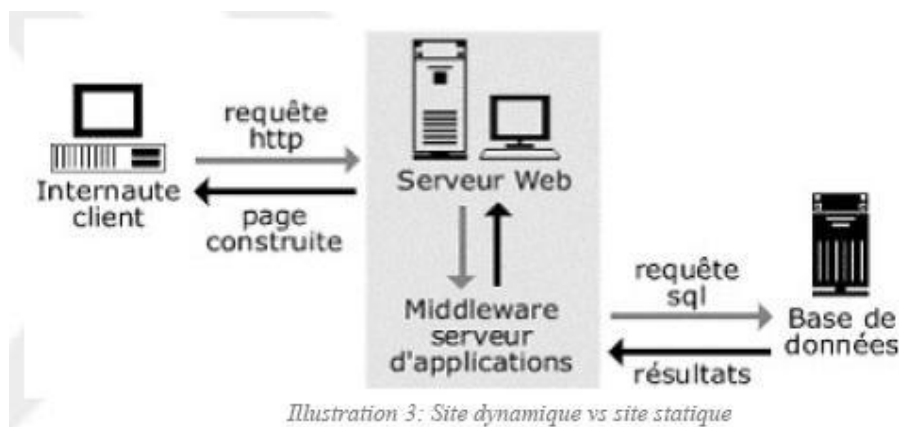 requête
http
Internaute
client
page
construite
Serveur Web
Middleware
serveur
d'applications
requête
sql
résultats
Base de
données
Illustration 3: Site dynamique vs site statique